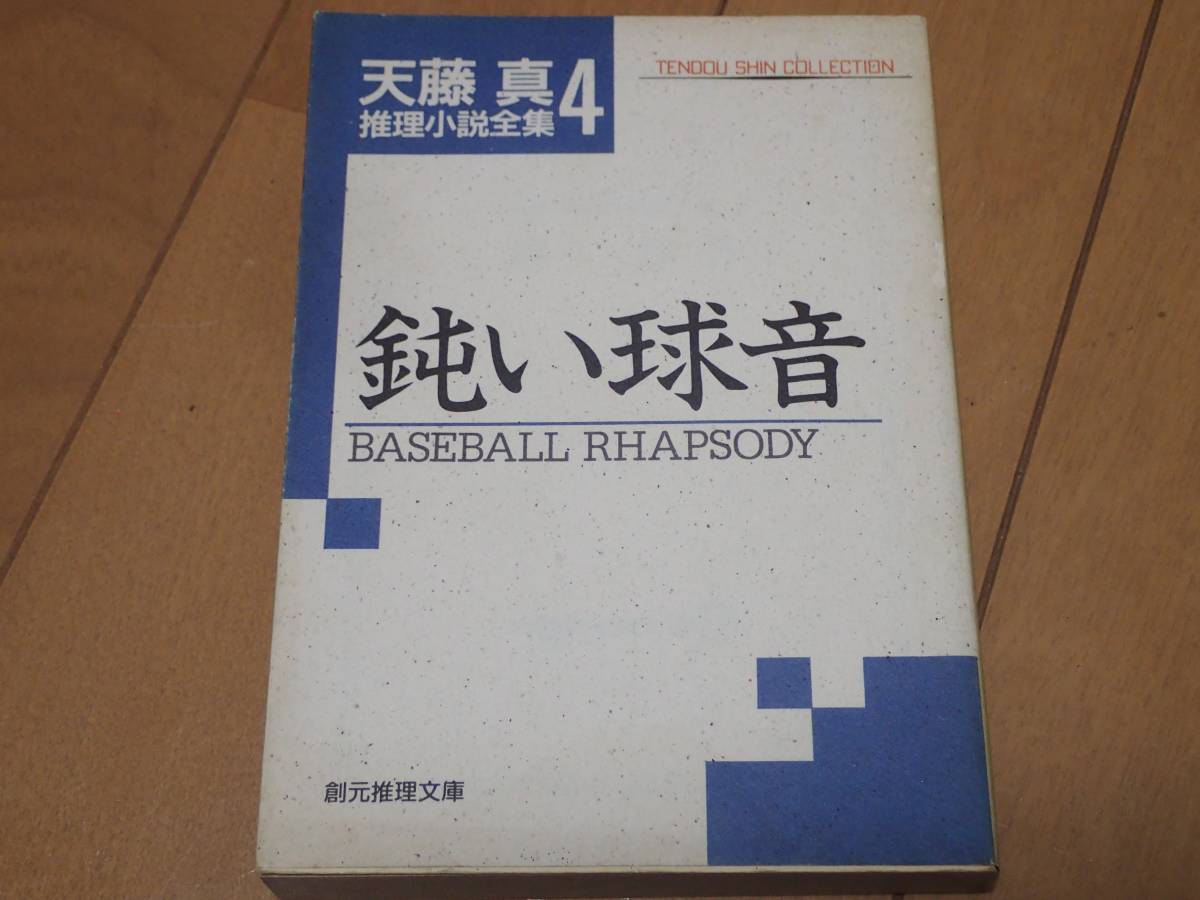 天藤 真
推理小説全集4
TENDOU SHIN COLLECTION
鈍い球音
BASEBALL RHAPSODY
創元推理文庫